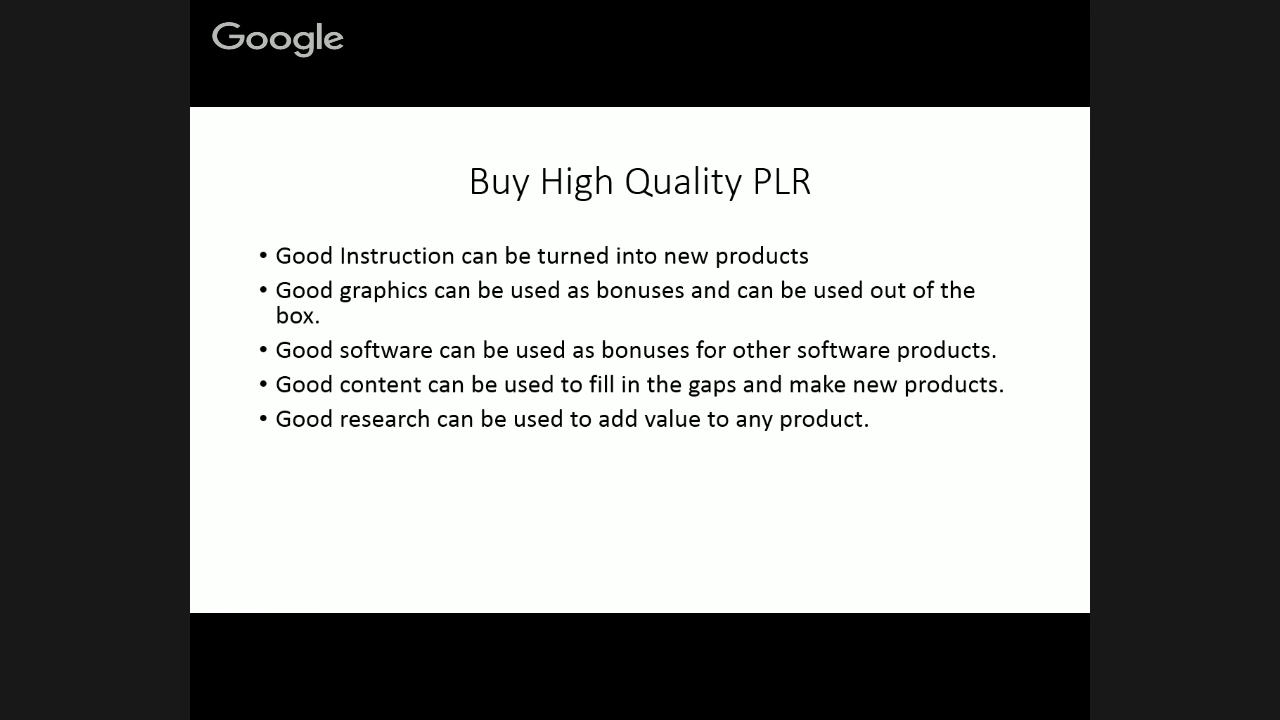 Google
Buy High Quality PLR
• Good Instruction can be turned into new products
• Good graphics can be used as bonuses and can be used out of the
box.
• Good software can be used as bonuses for other software products.
• Good content can be used to fill in the gaps and make new products.
• Good research can be used to add value to any product.